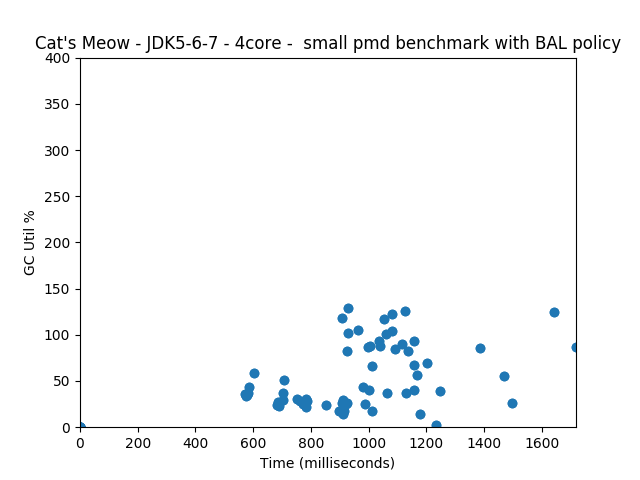 Cat's Meow - JDK5-6-7 - 4core -  small pmd benchmark with BAL policy
400
350
300
250
200
150
100
50
0
GC Util %
0 200 400 600 800 1000 1200 1400 1600
Time (milliseconds)